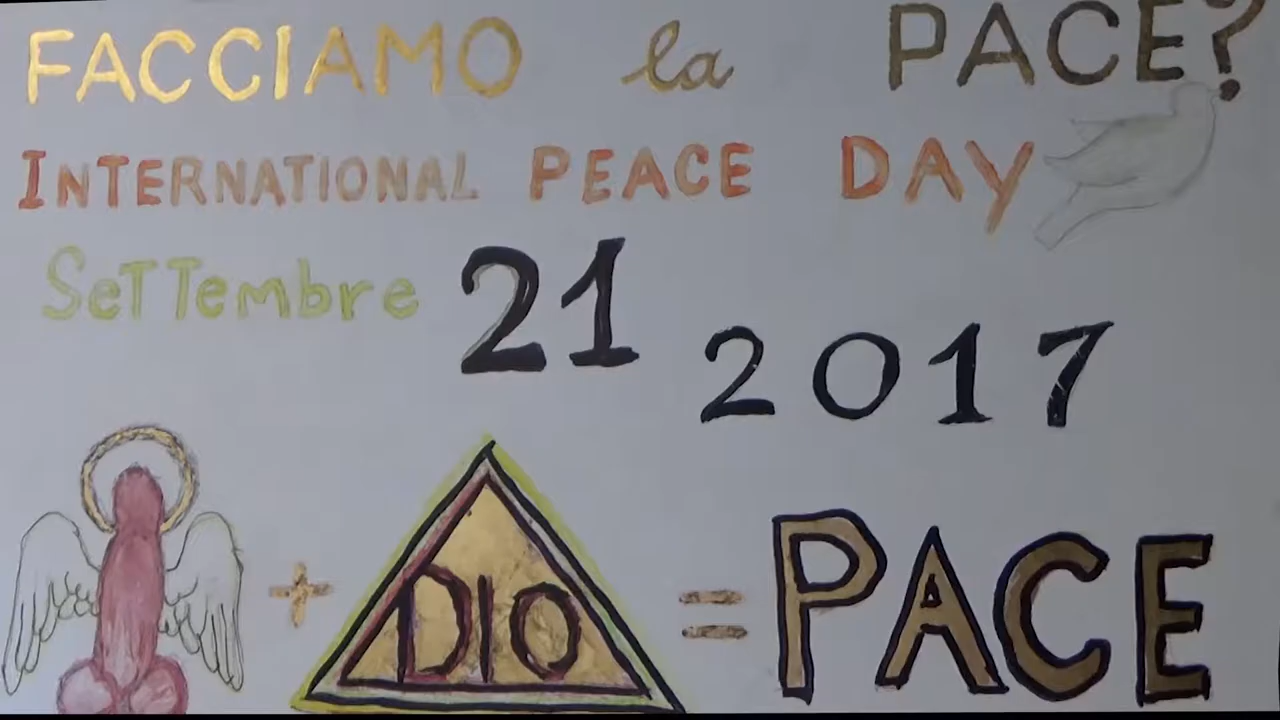 FACCIAMO la PACE?
INTERNATIONAL PEACE DAY
SeTTembre 21 2017
+ DIO = PACE